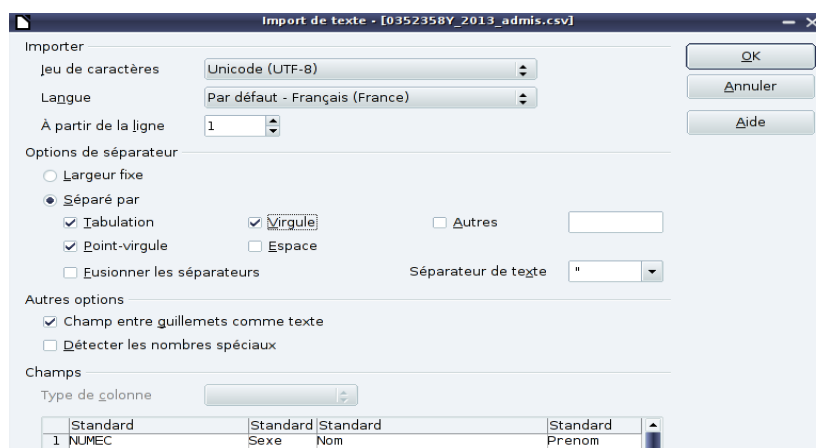 Import de texte - [0352358Y_2013_admis.csv]
Importer
Jeu de caractères Unicode (UTF-8)
OK
Langue Par défaut - Français (France)
Annuler
À partir de la ligne 1
Aide
Options de séparateur
Largeur fixe
Séparé par
Tabulation Virgule Autres
Point-virgule Espace
Fusionner les séparateurs Séparateur de texte "
Autres options
Champ entre guillemets comme texte
Détecter les nombres spéciaux
Champs
Type de colonne
Standard Standard Standard Standard
1 NUMEC Sexe Nom Prenom